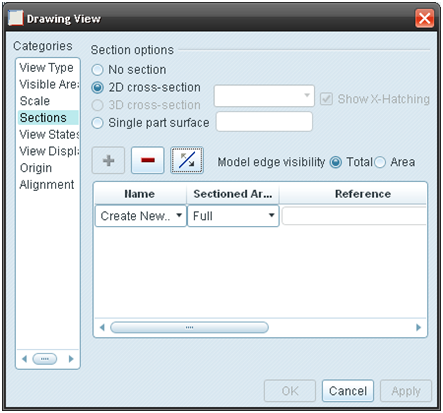 Drawing View
Categories
View Type
Visible Area
Scale
Sections
View States
View Displ
Origin
Alignment
Section options
No section
2D cross-section
3D cross-section
Show X-Hatching
Single part surface
Model edge visibility Total Area
Name Sectioned Ar... Reference
Create New.. Full
OK Cancel Apply